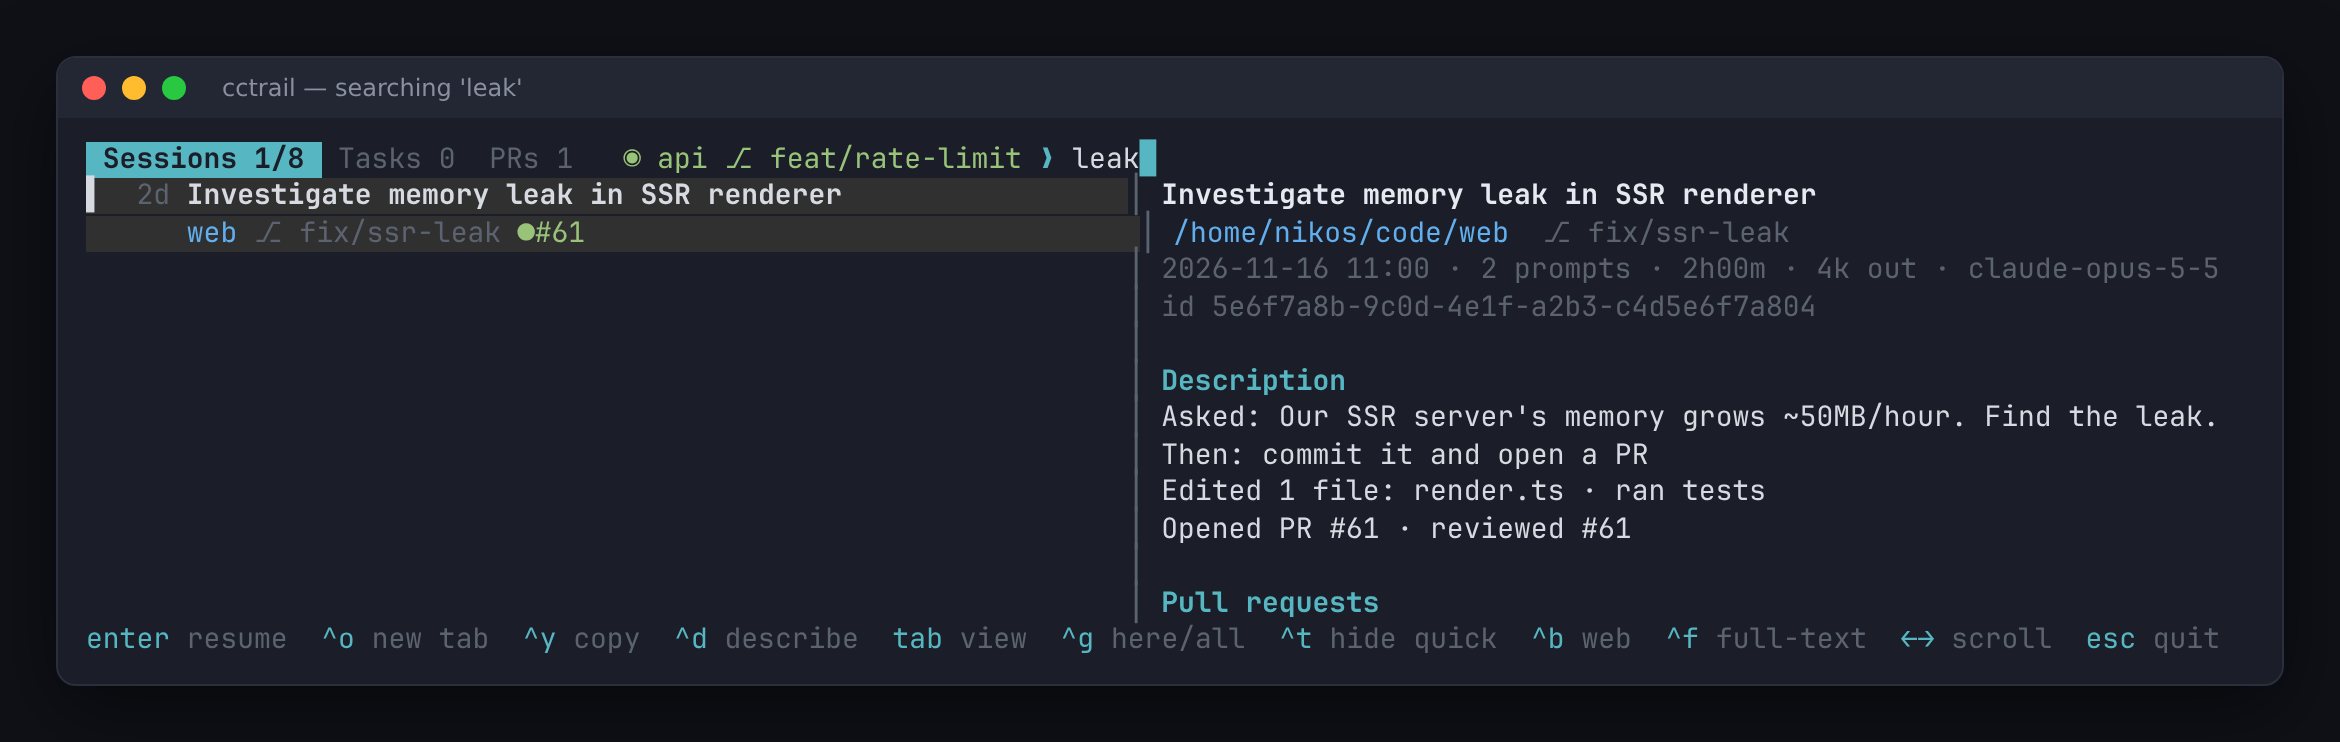 cctrail — searching 'leak'
Sessions 1/8 Tasks 0 PRs 1 ◉ api ⎇ feat/rate-limit ❯ leak
2d Investigate memory leak in SSR renderer
web ⎇ fix/ssr-leak ●#61
Investigate memory leak in SSR renderer
/home/nikos/code/web ⎇ fix/ssr-leak
2026-11-16 11:00 · 2 prompts · 2h00m · 4k out · claude-opus-5-5
id 5e6f7a8b-9c0d-4e1f-a2b3-c4d5e6f7a804
Description
Asked: Our SSR server's memory grows ~50MB/hour. Find the leak.
Then: commit it and open a PR
Edited 1 file: render.ts · ran tests
Opened PR #61 · reviewed #61
Pull requests
enter resume ^o new tab ^y copy ^d describe tab view ^g here/all ^t hide quick ^b web ^f full-text ←→ scroll esc quit